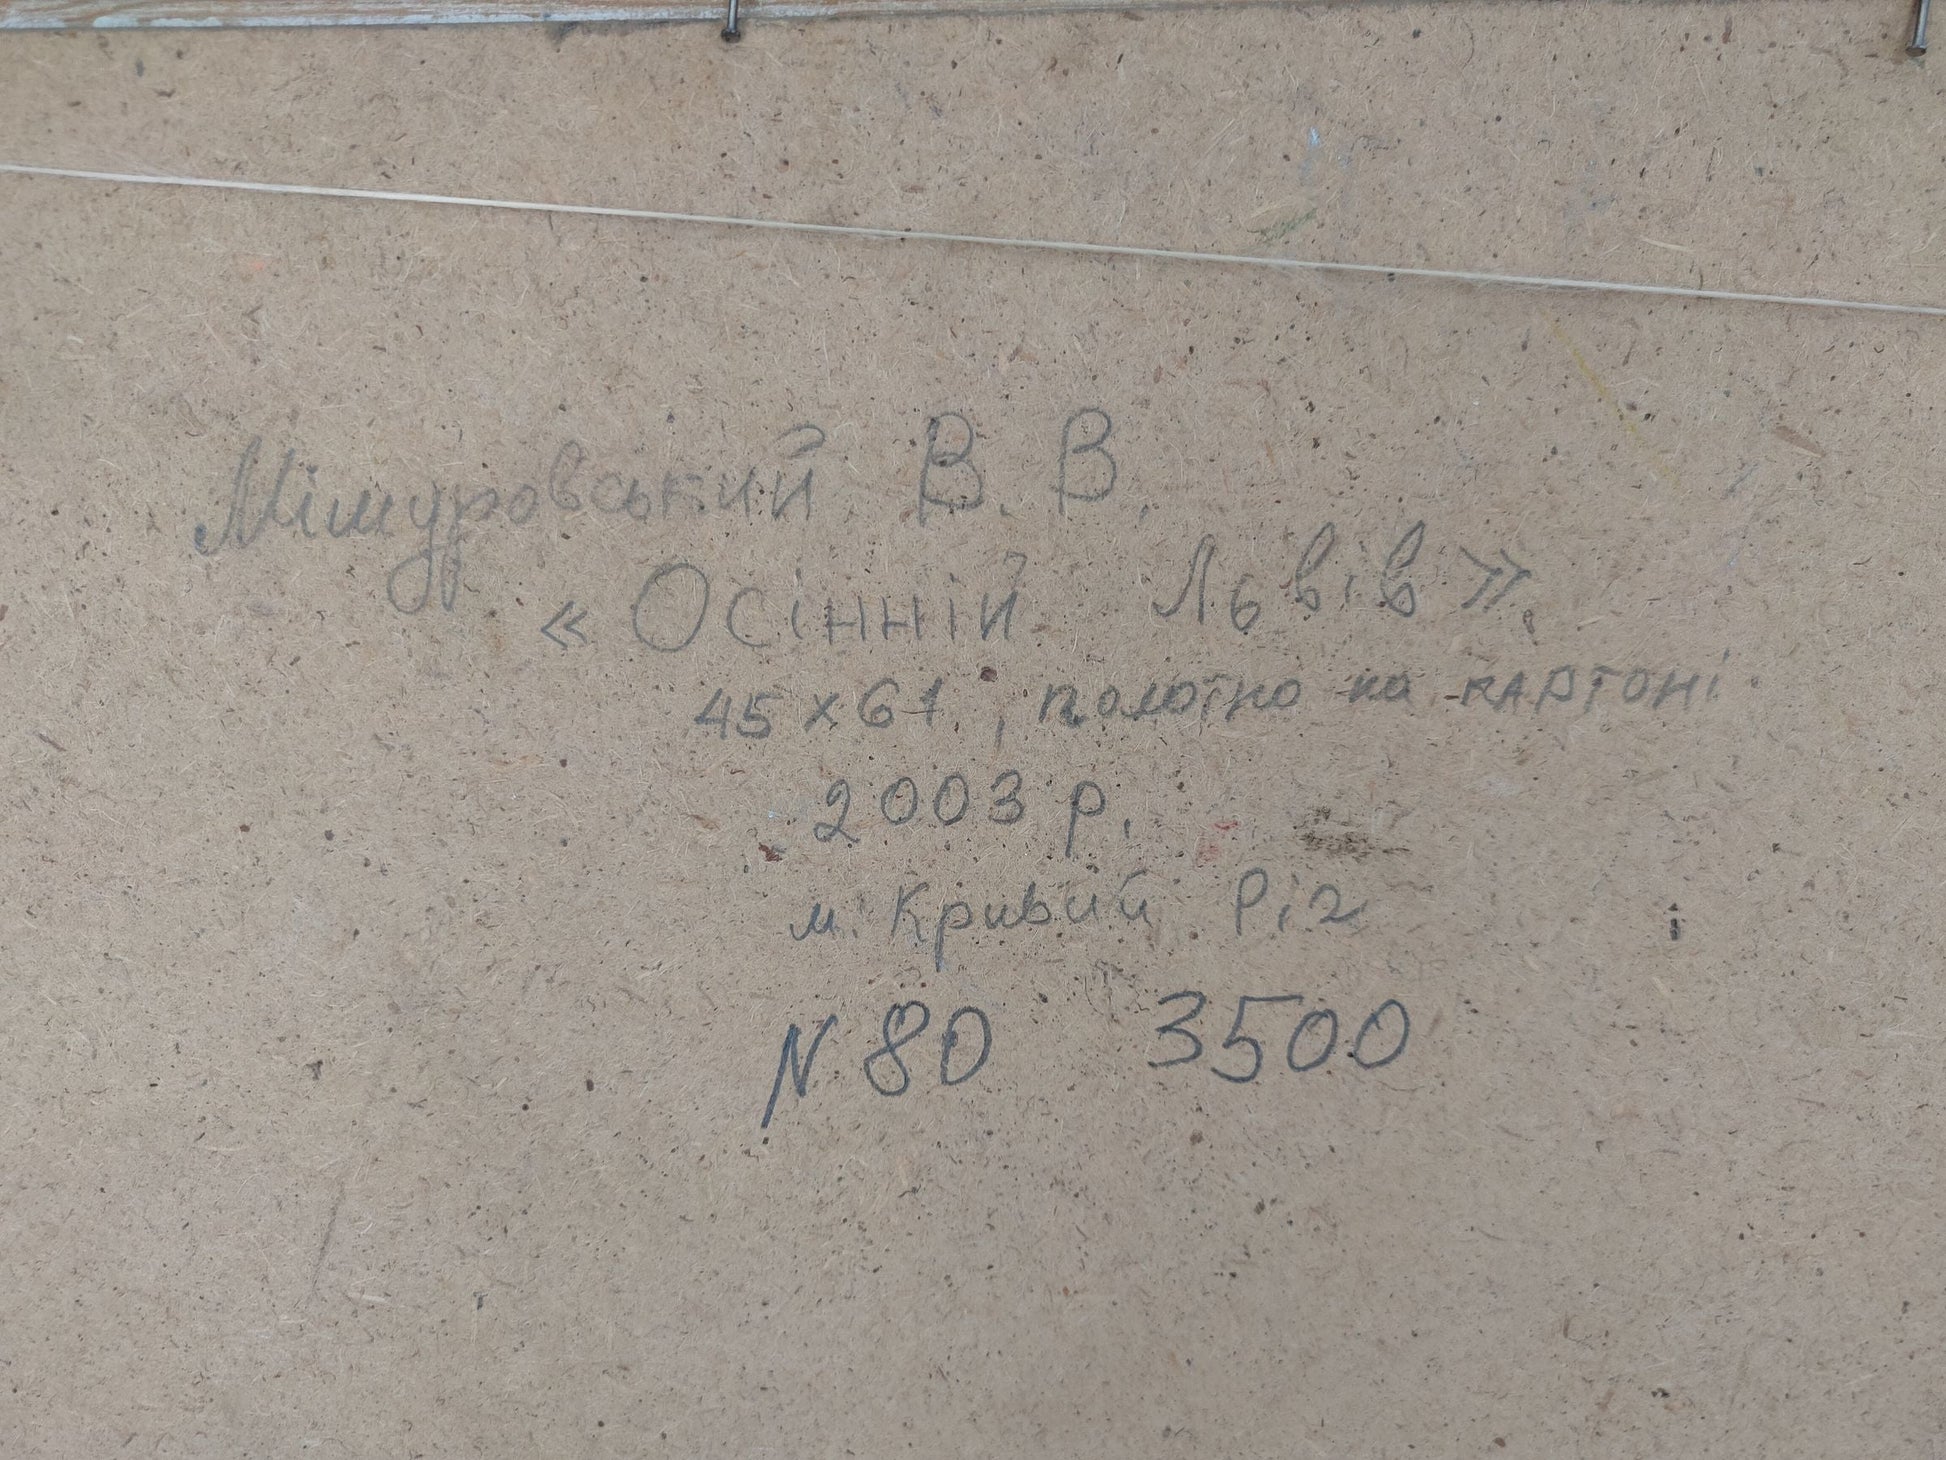 Мішуровський В. В.
«Осінній Львів».
45 х 61, полотно на картоні
2003 р.
м. Кривий Ріг
N 80 3500